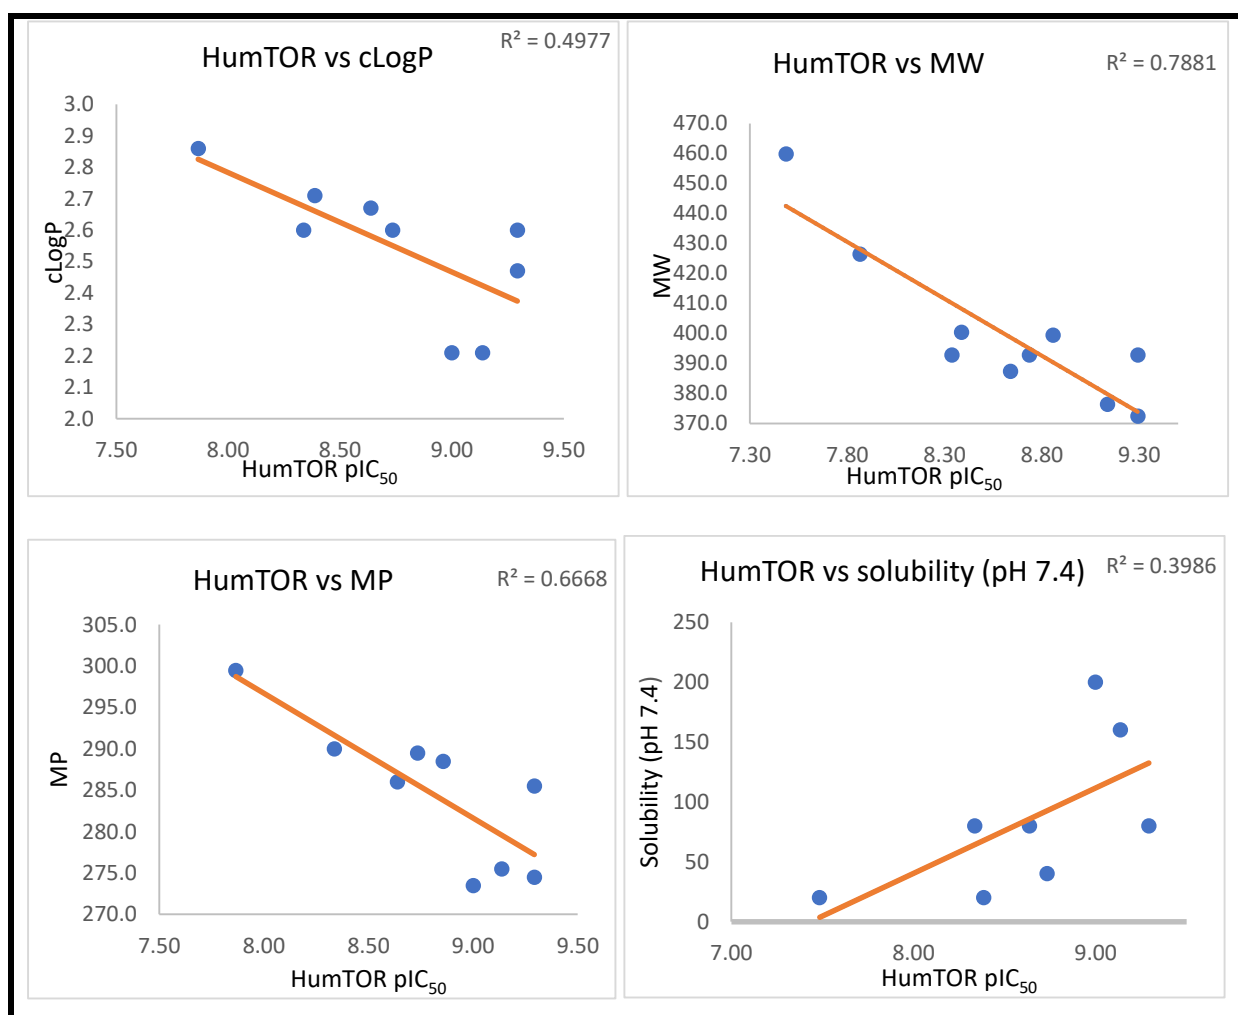 HumTOR vs cLogP
R² = 0.4977
3.0
2.9
2.8
2.7
2.6
2.5
2.4
2.3
2.2
2.1
2.0
cLogP
7.50 8.00 8.50 9.00 9.50
HumTOR pIC₅₀
HumTOR vs MW
R² = 0.7881
470.0
460.0
450.0
440.0
430.0
420.0
410.0
400.0
390.0
380.0
370.0
MW
7.30 7.80 8.30 8.80 9.30
HumTOR pIC₅₀
HumTOR vs MP
R² = 0.6668
305.0
300.0
295.0
290.0
285.0
280.0
275.0
270.0
MP
7.50 8.00 8.50 9.00 9.50
HumTOR pIC₅₀
HumTOR vs solubility (pH 7.4)
R² = 0.3986
250
200
150
100
50
0
Solubility (pH 7.4)
7.00 8.00 9.00
HumTOR pIC₅₀